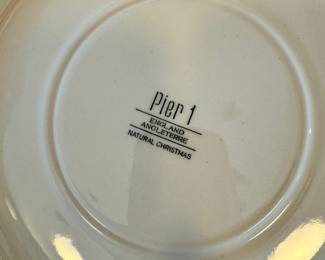 Pier 1
ENGLAND
ANGLETERRE
NATURAL CHRISTMAS